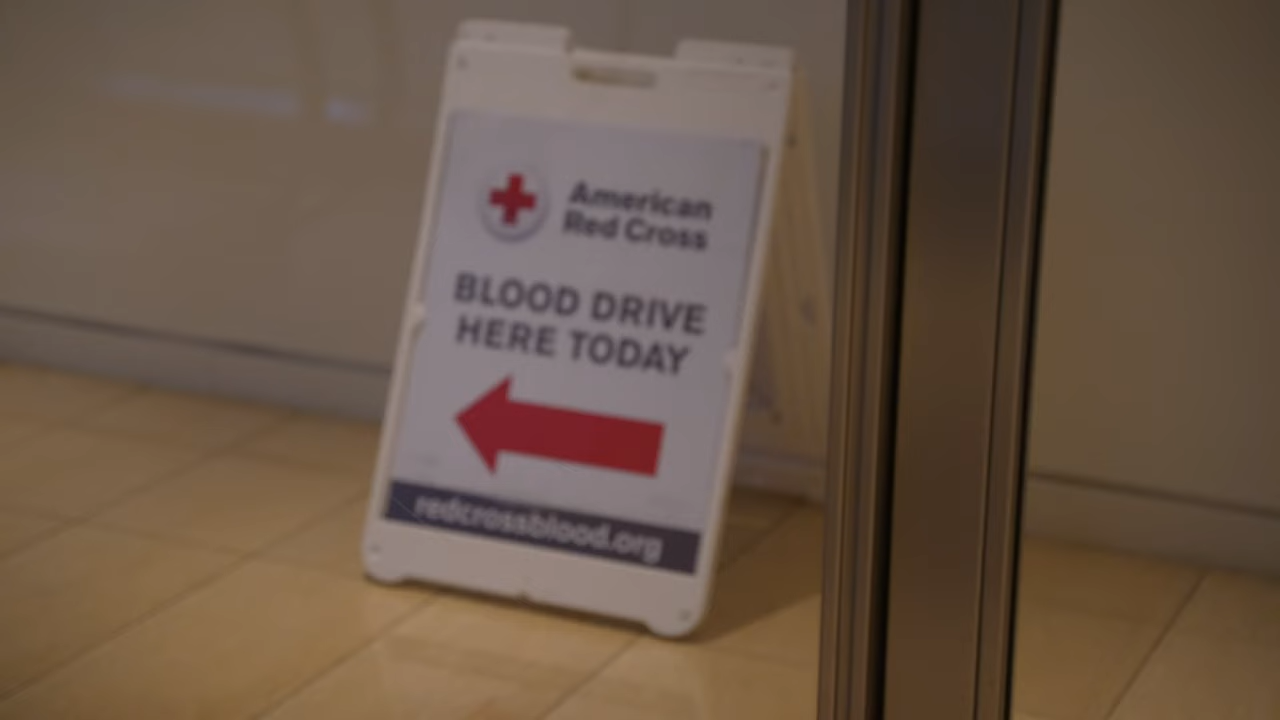 American
Red Cross
BLOOD DRIVE
HERE TODAY
redcrossblood.org